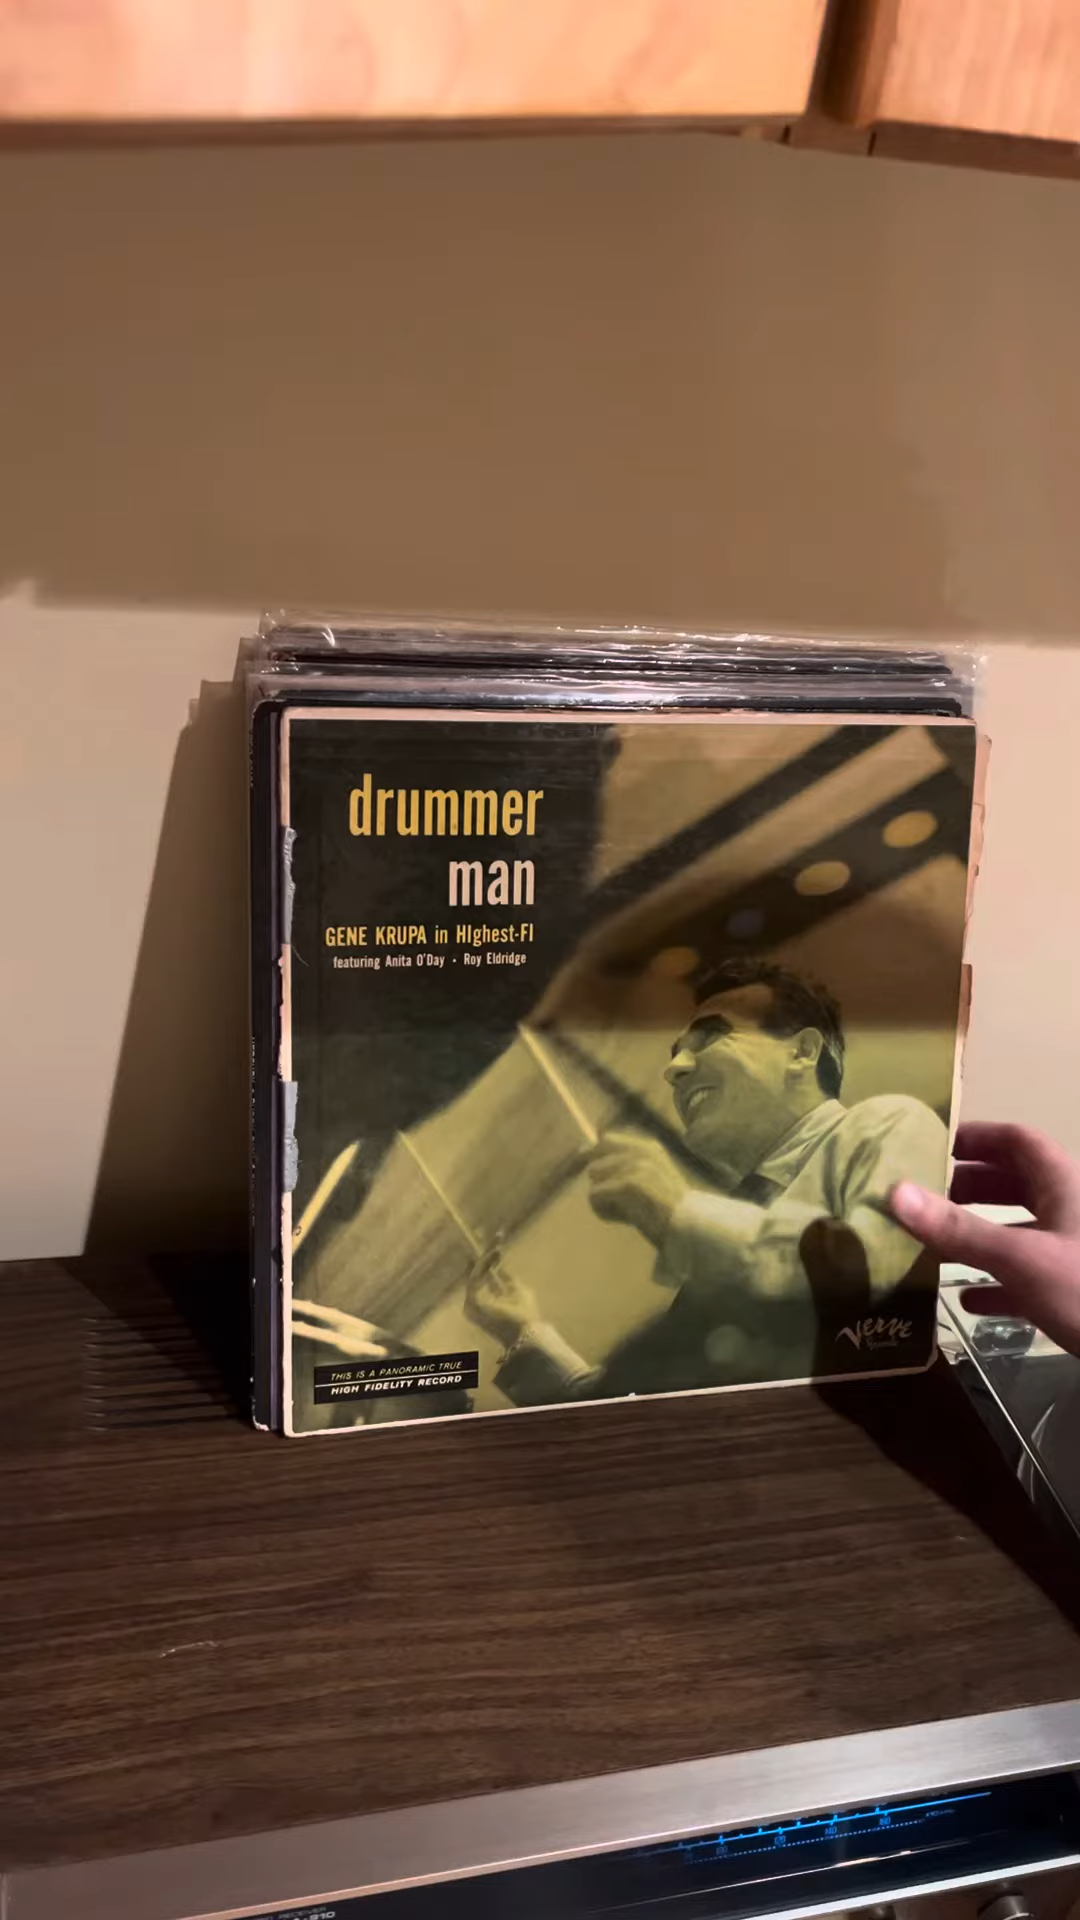 drummer
man
GENE KRUPA in HIghest-FI
featuring Anita O'Day • Roy Eldridge
THIS IS A PANORAMIC TRUE
HIGH FIDELITY RECORD
Verve
RECEIVER